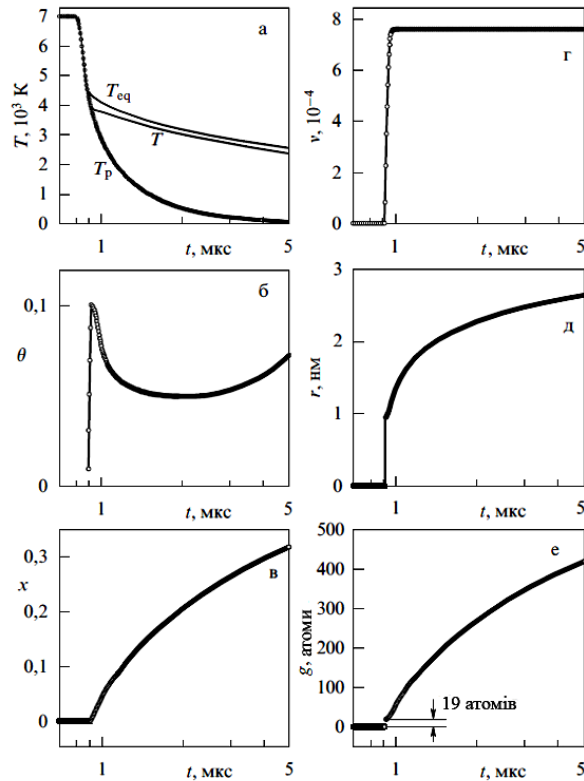 а
T, 10³ К
7
6
5
4
3
2
1
0
T_eq
T
T_p
1
t, мкс
5
г
ν, 10⁻⁴
8
6
4
2
0
1
t, мкс
5
б
θ
0,1
0
1
t, мкс
5
д
r, нм
3
2
1
0
1
t, мкс
5
в
x
0,3
0,2
0,1
0
1
t, мкс
5
е
g, атоми
500
400
300
200
100
0
19 атомів
1
t, мкс
5